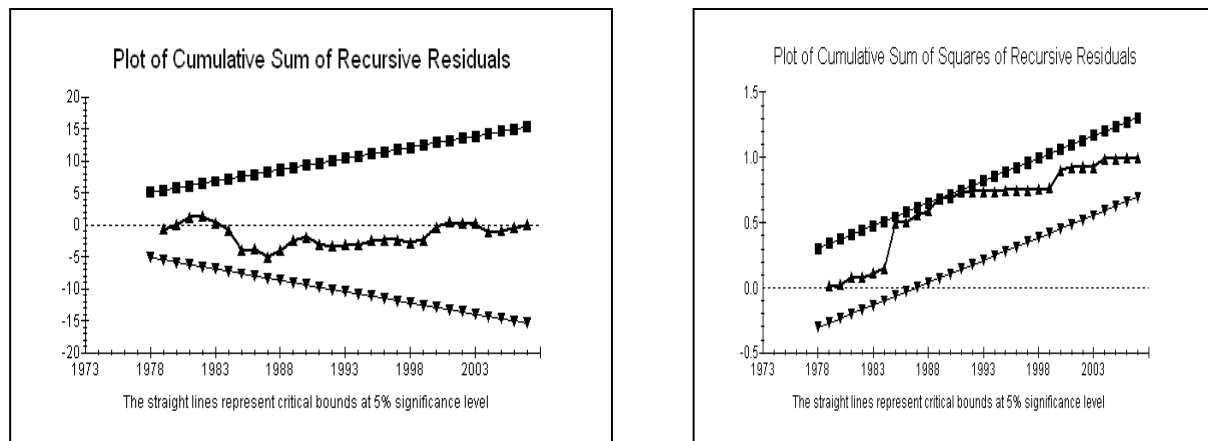 Plot of Cumulative Sum of Recursive Residuals
20
15
10
5
0
-5
-10
-15
-20
1973 1978 1983 1988 1993 1998 2003
The straight lines represent critical bounds at 5% significance level
Plot of Cumulative Sum of Squares of Recursive Residuals
1.5
1.0
0.5
0.0
-0.5
1973 1978 1983 1988 1993 1998 2003
The straight lines represent critical bounds at 5% significance level